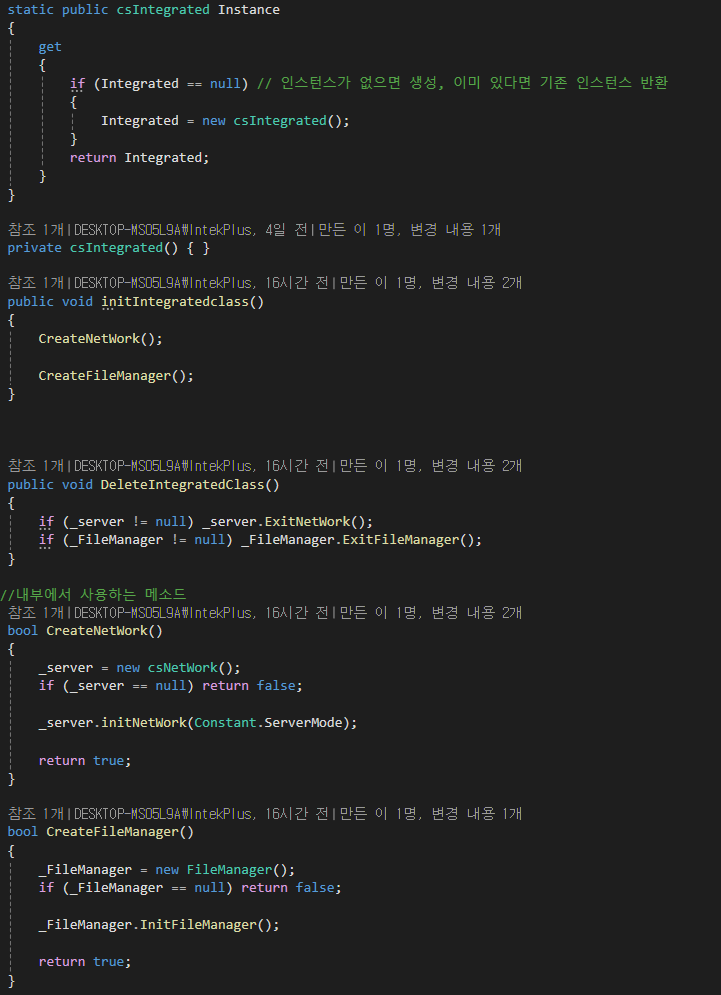 static public csIntegrated Instance
{
get
{
if (Integrated == null) // 인스턴스가 없으면 생성, 이미 있다면 기존 인스턴스 반환
{
Integrated = new csIntegrated();
}
return Integrated;
}
}
참조 1개|DESKTOP-MS05L9A₩IntekPlus, 4일 전|만든 이 1명, 변경 내용 1개
private csIntegrated() { }
참조 1개|DESKTOP-MS05L9A₩IntekPlus, 16시간 전|만든 이 1명, 변경 내용 2개
public void initIntegratedclass()
{
CreateNetWork();
CreateFileManager();
}
참조 1개|DESKTOP-MS05L9A₩IntekPlus, 16시간 전|만든 이 1명, 변경 내용 2개
public void DeleteIntegratedClass()
{
if (_server != null) _server.ExitNetWork();
if (_FileManager != null) _FileManager.ExitFileManager();
}
//내부에서 사용하는 메소드
참조 1개|DESKTOP-MS05L9A₩IntekPlus, 16시간 전|만든 이 1명, 변경 내용 2개
bool CreateNetWork()
{
_server = new csNetWork();
if (_server == null) return false;
_server.initNetWork(Constant.ServerMode);
return true;
}
참조 1개|DESKTOP-MS05L9A₩IntekPlus, 16시간 전|만든 이 1명, 변경 내용 1개
bool CreateFileManager()
{
_FileManager = new FileManager();
if (_FileManager == null) return false;
_FileManager.InitFileManager();
return true;
}